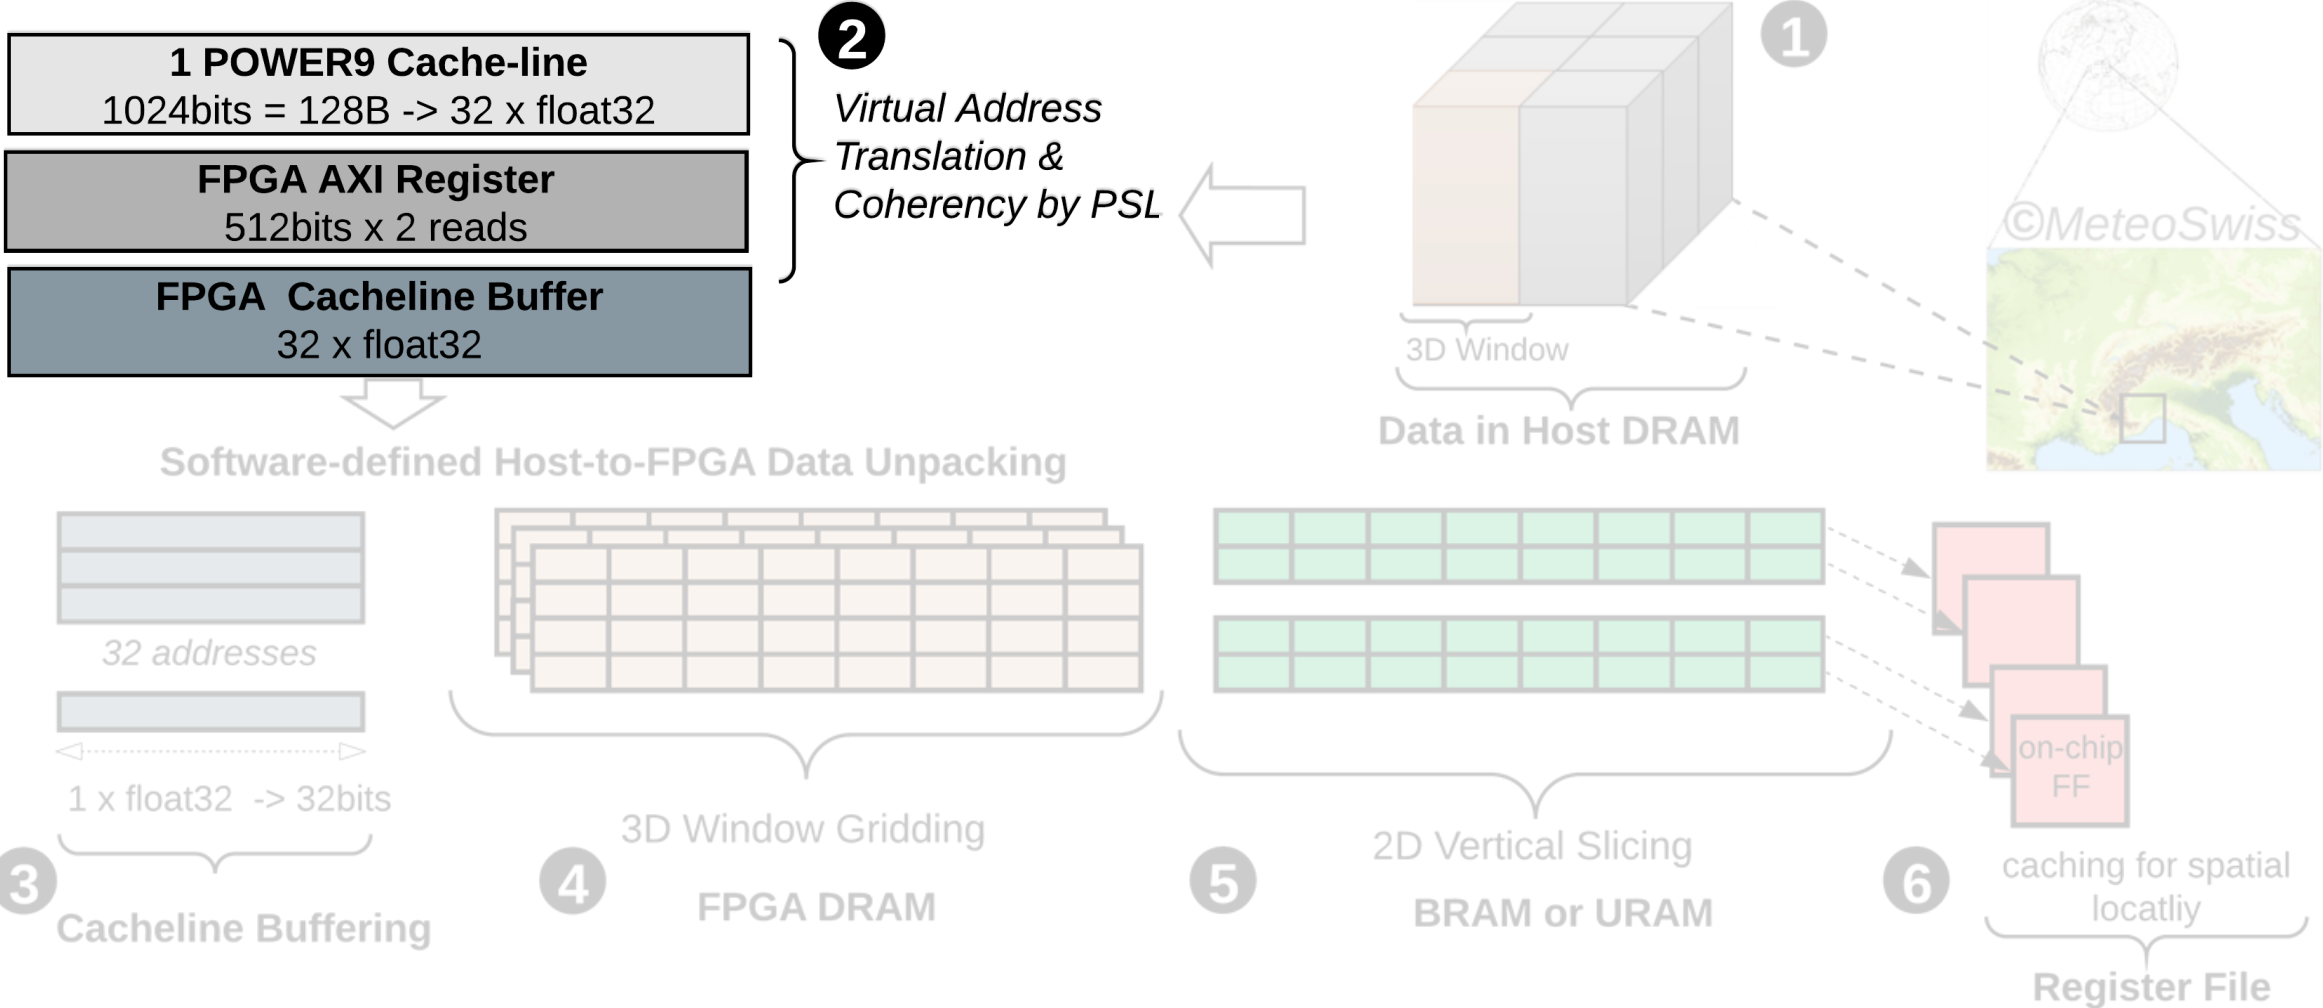 1 POWER9 Cache-line
1024bits = 128B -> 32 x float32
FPGA AXI Register
512bits x 2 reads
FPGA  Cacheline Buffer
32 x float32
2
Virtual Address
Translation &
Coherency by PSL
1
3D Window
Data in Host DRAM
©MeteoSwiss
Software-defined Host-to-FPGA Data Unpacking
32 addresses
1 x float32  -> 32bits
3
Cacheline Buffering
3D Window Gridding
4
FPGA DRAM
2D Vertical Slicing
5
BRAM or URAM
on-chip
FF
6
caching for spatial
locatliy
Register File